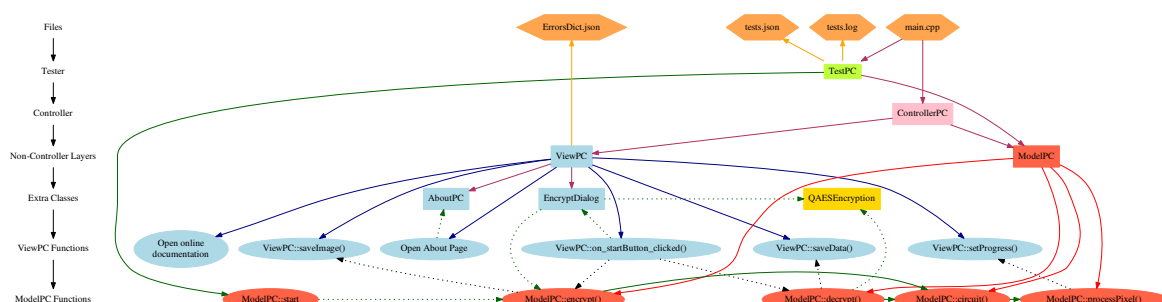 Files
ErrorsDict.json
tests.json
tests.log
main.cpp
Tester
TestPC
Controller
ControllerPC
Non-Controller Layers
ViewPC
ModelPC
Extra Classes
AboutPC
EncryptDialog
QAESEncryption
ViewPC Functions
Open online
documentation
ViewPC::saveImage()
Open About Page
ViewPC::on_startButton_clicked()
ViewPC::saveData()
ViewPC::setProgress()
ModelPC Functions
ModelPC::start
ModelPC::encrypt()
ModelPC::decrypt()
ModelPC::circuit()
ModelPC::processPixel()